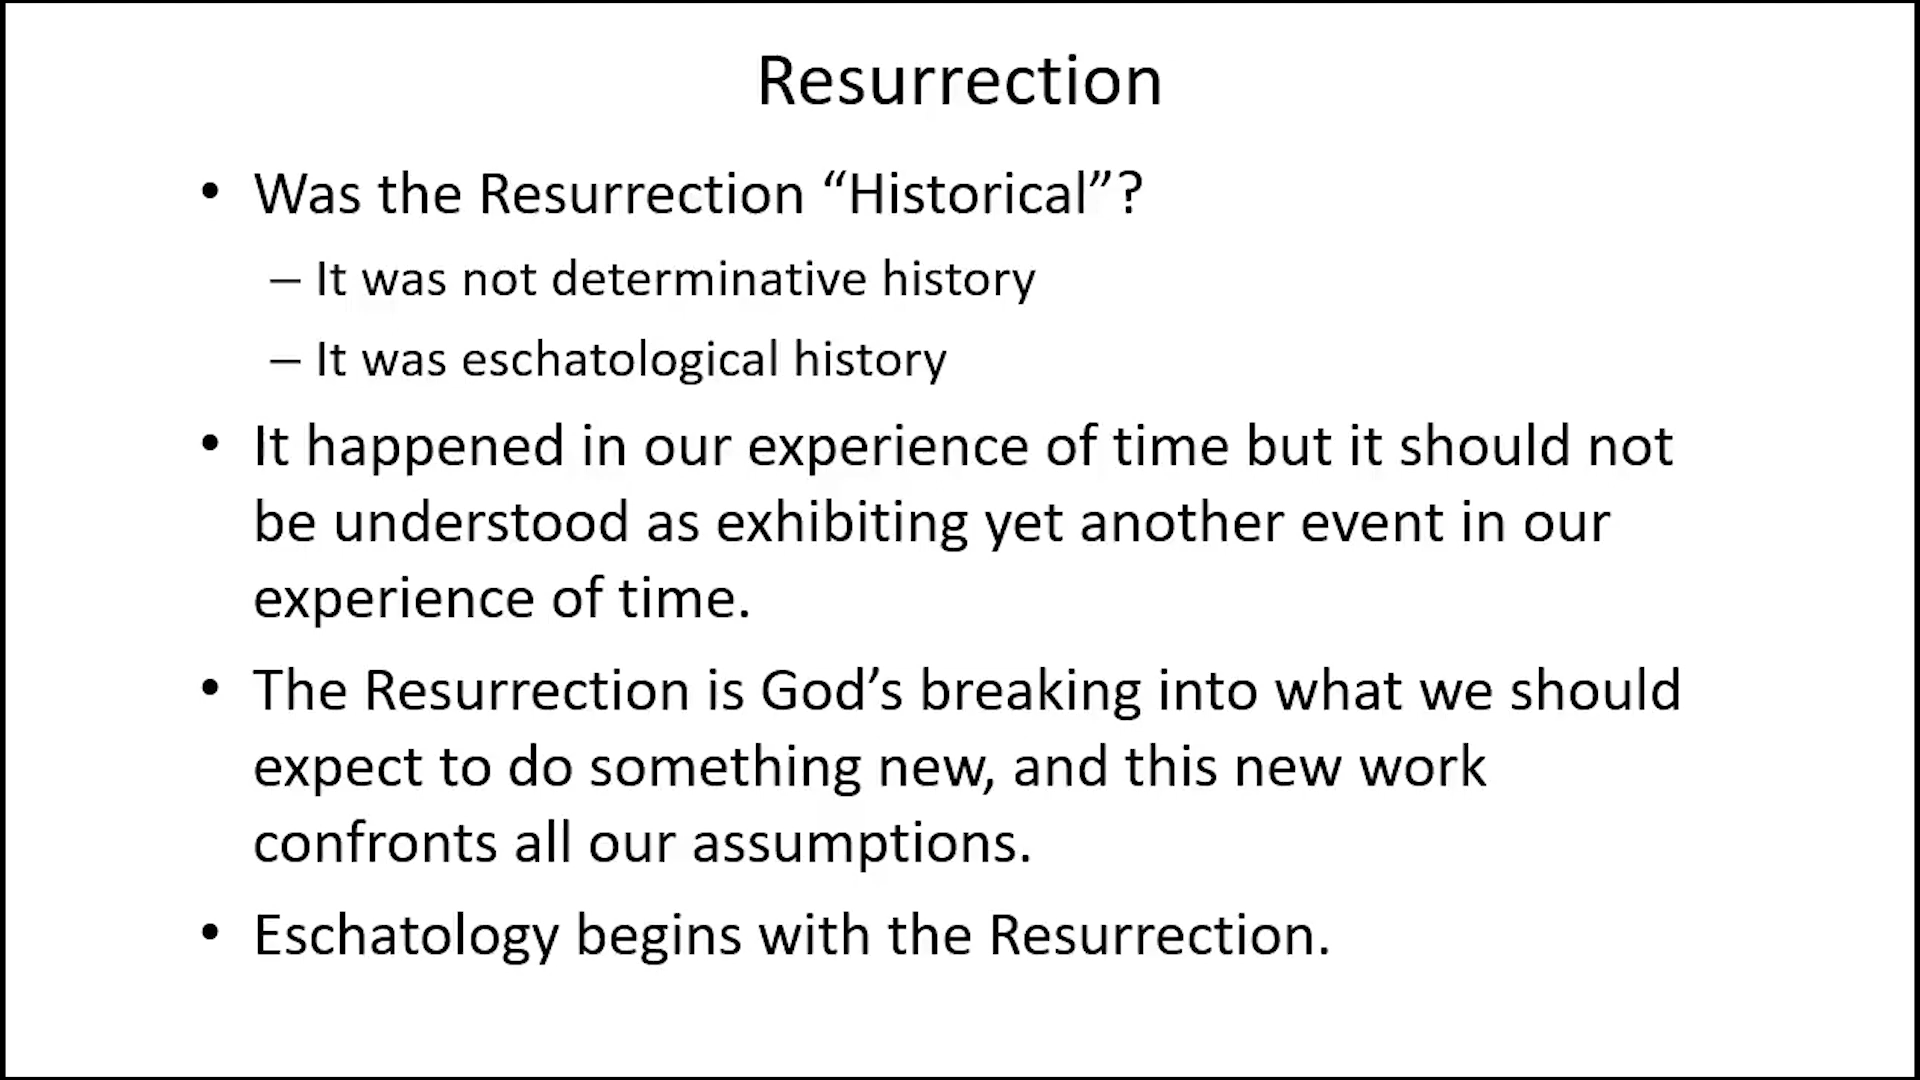 Resurrection
• Was the Resurrection “Historical”?
– It was not determinative history
– It was eschatological history
• It happened in our experience of time but it should not
be understood as exhibiting yet another event in our
experience of time.
• The Resurrection is God’s breaking into what we should
expect to do something new, and this new work
confronts all our assumptions.
• Eschatology begins with the Resurrection.